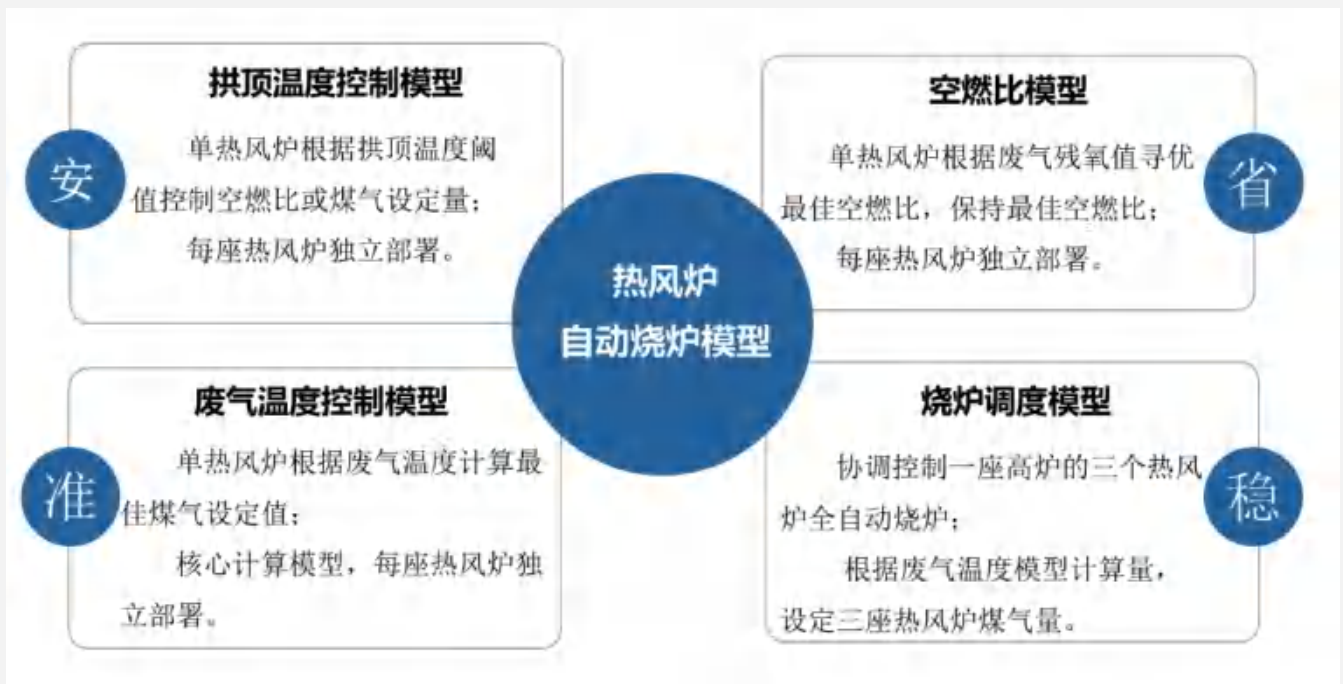 拱顶温度控制模型
单热风炉根据拱顶温度阈
值控制空燃比或煤气设定量；
每座热风炉独立部署。
安
空燃比模型
单热风炉根据废气残氧值寻优
最佳空燃比，保持最佳空燃比；
每座热风炉独立部署。
省
热风炉
自动烧炉模型
废气温度控制模型
单热风炉根据废气温度计算最
佳煤气设定值；
核心计算模型，每座热风炉独
立部署。
准
烧炉调度模型
协调控制一座高炉的三个热风
炉全自动烧炉；
根据废气温度模型计算量，
设定三座热风炉煤气量。
稳